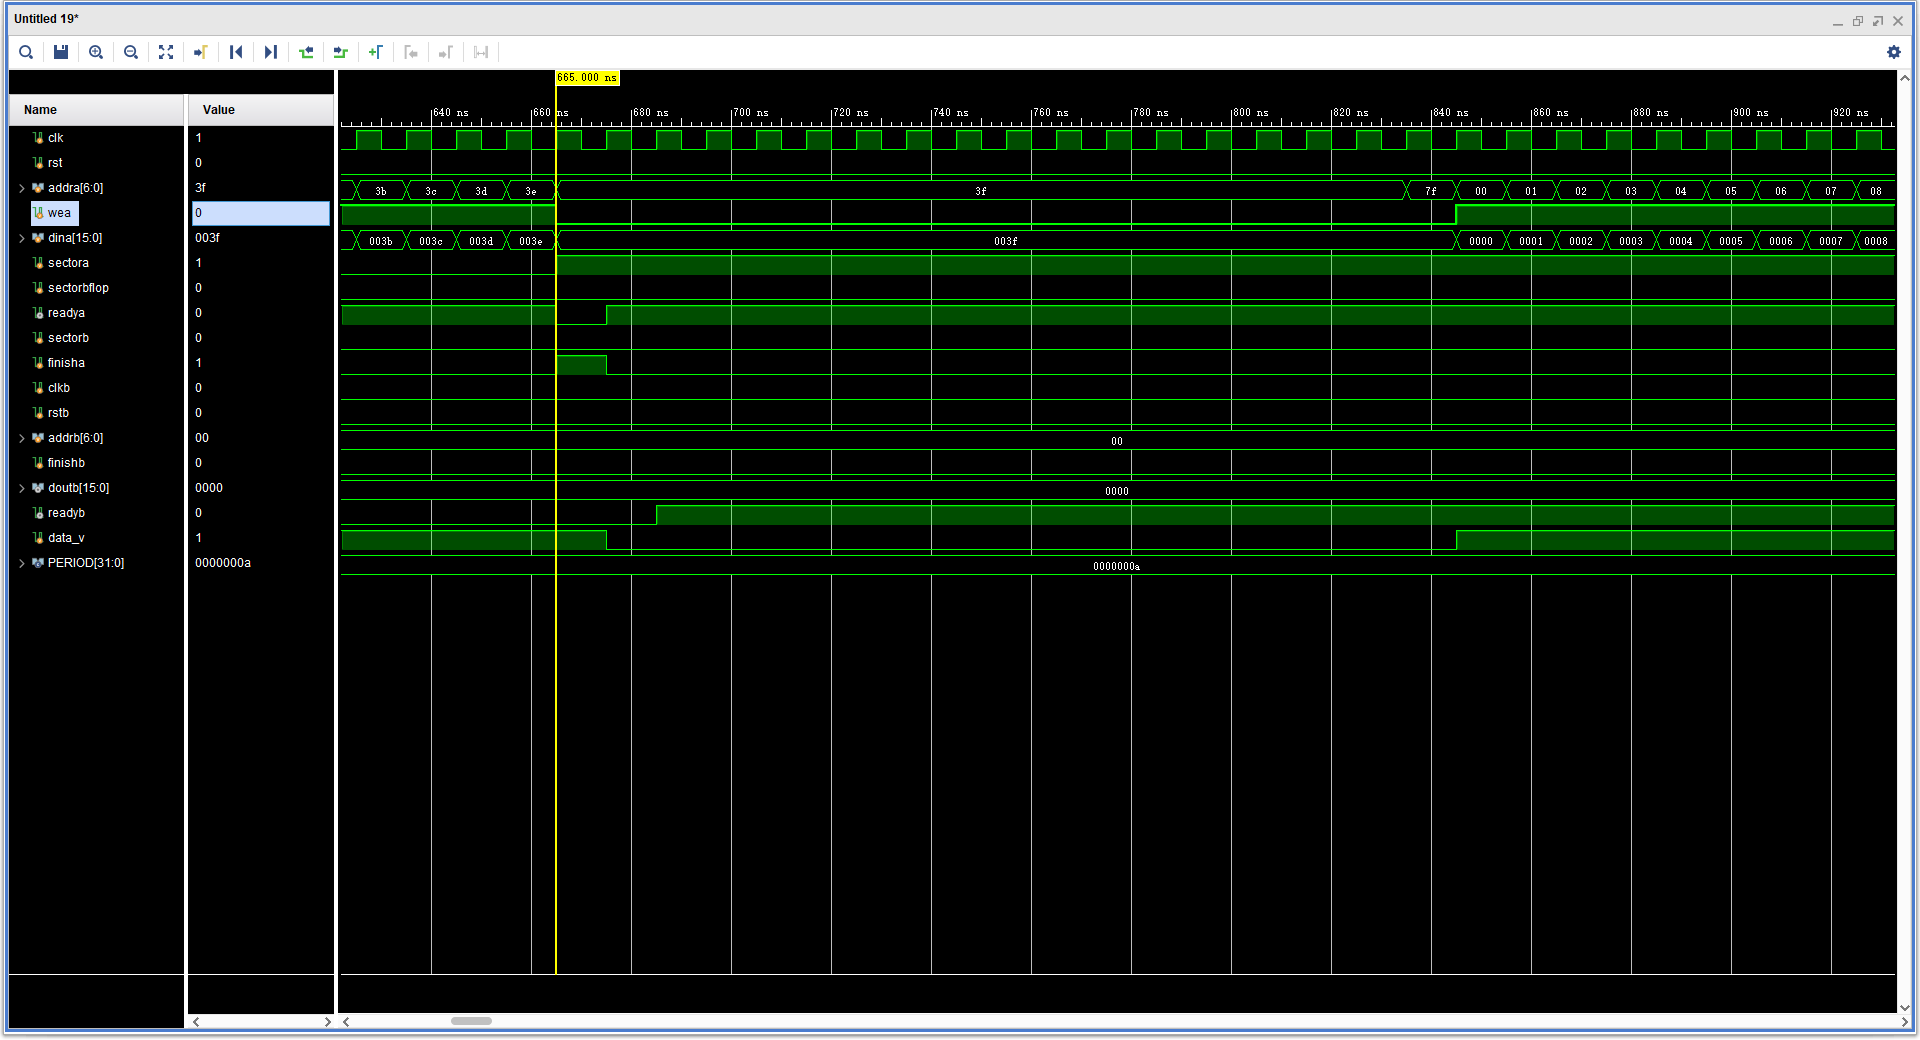 Untitled 19*
665.000 ns
Name Value
640 ns 660 ns 680 ns 700 ns 720 ns 740 ns 760 ns 780 ns 800 ns 820 ns 840 ns 860 ns 880 ns 900 ns 920 ns
clk 1
rst 0
addra[6:0] 3f 3b 3c 3d 3e 3f 7f 00 01 02 03 04 05 06 07 08
wea 0
dina[15:0] 003f 003b 003c 003d 003e 003f 0000 0001 0002 0003 0004 0005 0006 0007 0008
sectora 1
sectorbflop 0
readya 0
sectorb 0
finisha 1
clkb 0
rstb 0
addrb[6:0] 00 00
finishb 0
doutb[15:0] 0000 0000
readyb 0
data_v 1
PERIOD[31:0] 0000000a 0000000a